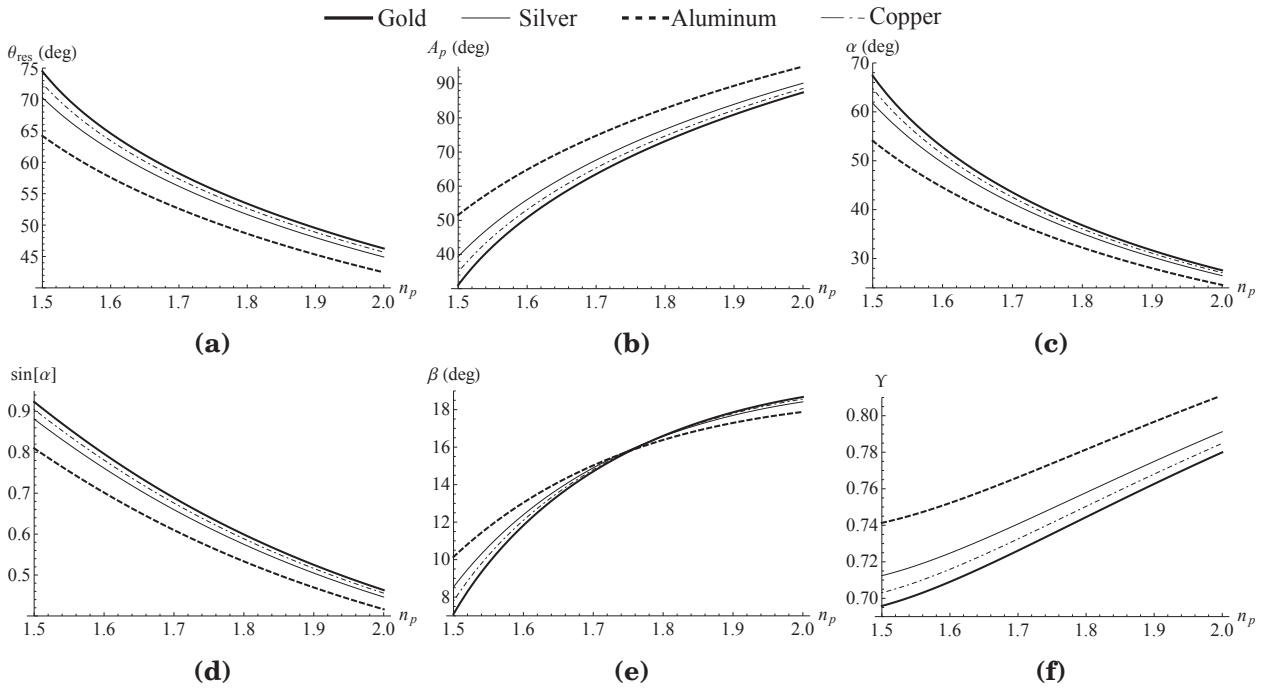 Gold Silver Aluminum Copper
θres (deg)
75
70
65
60
55
50
45
1.5 1.6 1.7 1.8 1.9 2.0 np
(a)
Ap (deg)
90
80
70
60
50
40
1.5 1.6 1.7 1.8 1.9 2.0 np
(b)
α (deg)
70
60
50
40
30
1.5 1.6 1.7 1.8 1.9 2.0 np
(c)
sin[α]
0.9
0.8
0.7
0.6
0.5
1.5 1.6 1.7 1.8 1.9 2.0 np
(d)
β (deg)
18
16
14
12
10
8
1.5 1.6 1.7 1.8 1.9 2.0 np
(e)
ϒ
0.80
0.78
0.76
0.74
0.72
0.70
1.5 1.6 1.7 1.8 1.9 2.0 np
(f)